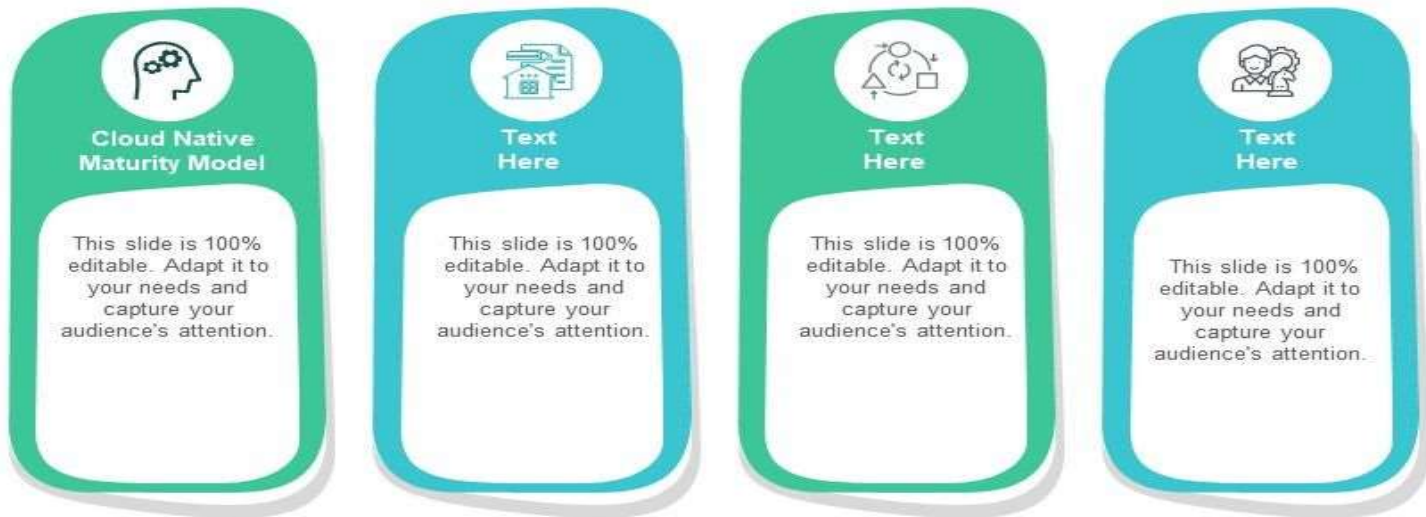 Cloud Native
Maturity Model
This slide is 100%
editable. Adapt it to
your needs and
capture your
audience's attention.
Text
Here
This slide is 100%
editable. Adapt it to
your needs and
capture your
audience's attention.
Text
Here
This slide is 100%
editable. Adapt it to
your needs and
capture your
audience's attention.
Text
Here
This slide is 100%
editable. Adapt it to
your needs and
capture your
audience's attention.